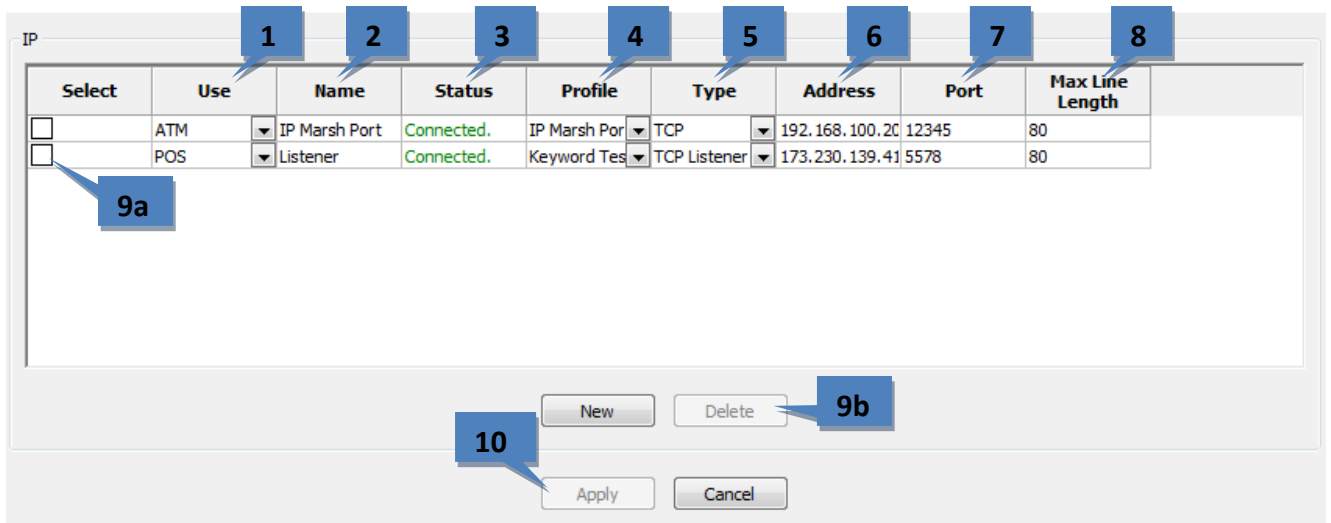 1 2 3 4 5 6 7 8
IP
Select Use Name Status Profile Type Address Port Max Line Length
ATM IP Marsh Port Connected. IP Marsh Por TCP 192.168.100.20 12345 80
POS Listener Connected. Keyword Tes TCP Listener 173.230.139.41 5578 80
9a
New Delete 9b
10
Apply Cancel